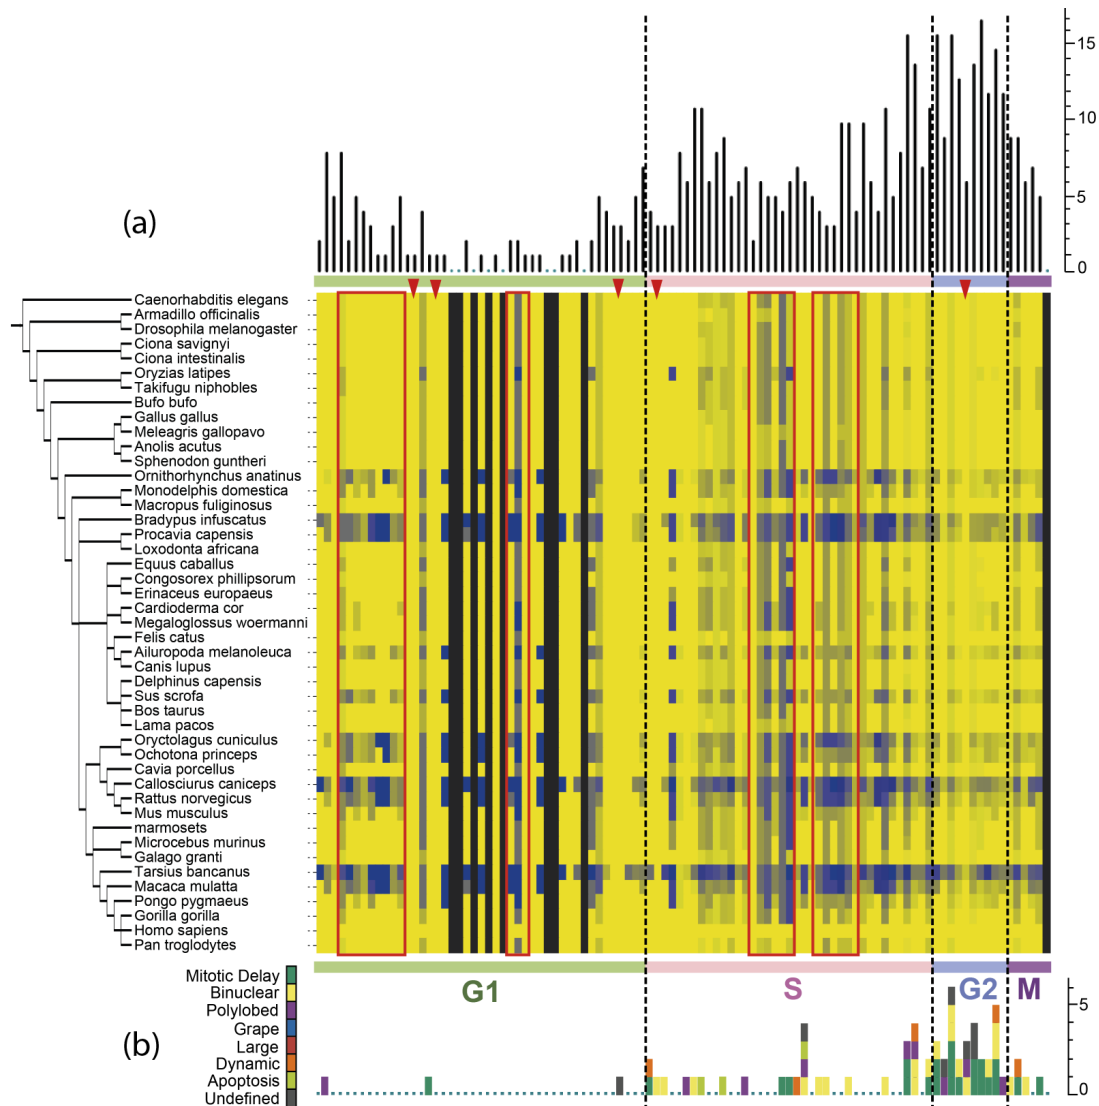 15
10
(a)
5
0
Caenorhabditis elegans
Armadillo officinalis
Drosophila melanogaster
Ciona savignyi
Ciona intestinalis
Oryzias latipes
Takifugu niphobles
Bufo bufo
Gallus gallus
Meleagris gallopavo
Anolis acutus
Sphenodon guntheri
Ornithorhynchus anatinus
Monodelphis domestica
Macropus fuliginosus
Bradypus infuscatus
Procavia capensis
Loxodonta africana
Equus caballus
Congosorex phillipsorum
Erinaceus europaeus
Cardioderma cor
Megaloglossus woermanni
Felis catus
Ailuropoda melanoleuca
Canis lupus
Delphinus capensis
Sus scrofa
Bos taurus
Lama pacos
Oryctolagus cuniculus
Ochotona princeps
Cavia porcellus
Callosciurus caniceps
Rattus norvegicus
Mus musculus
marmosets
Microcebus murinus
Galago granti
Tarsius bancanus
Macaca mulatta
Pongo pygmaeus
Gorilla gorilla
Homo sapiens
Pan troglodytes
G1 S G2 M
(b)
Mitotic Delay
Binuclear
Polylobed
Grape
Large
Dynamic
Apoptosis
Undefined
5
0